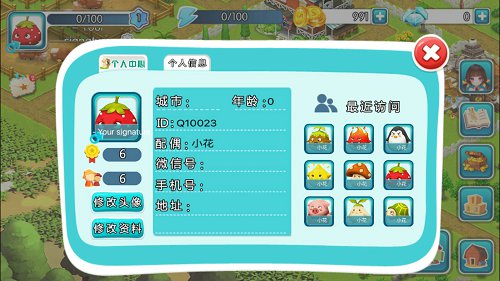 0/100
0/100
991
0
Your signature
个人中心
个人信息
城市：
年龄:0
ID:Q10023
配偶:小花
微信号：
手机号：
地址：
Your signature
6
6
修改头像
修改资料
最近访问
小花
小花
小花
小花
小花
小花
小花
小花
小花